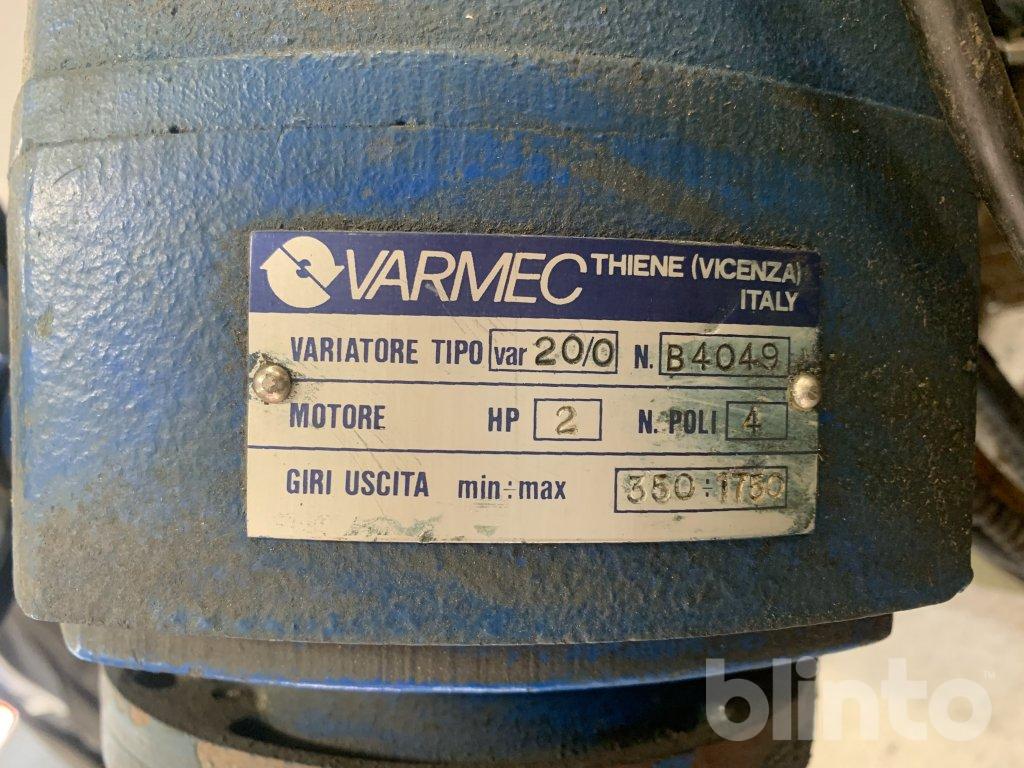 VARMEC THIENE (VICENZA)
ITALY
VARIATORE TIPO var 20/0 N. B4049
MOTORE HP 2 N. POLI 4
GIRI USCITA min÷max 350÷1750
blinto™